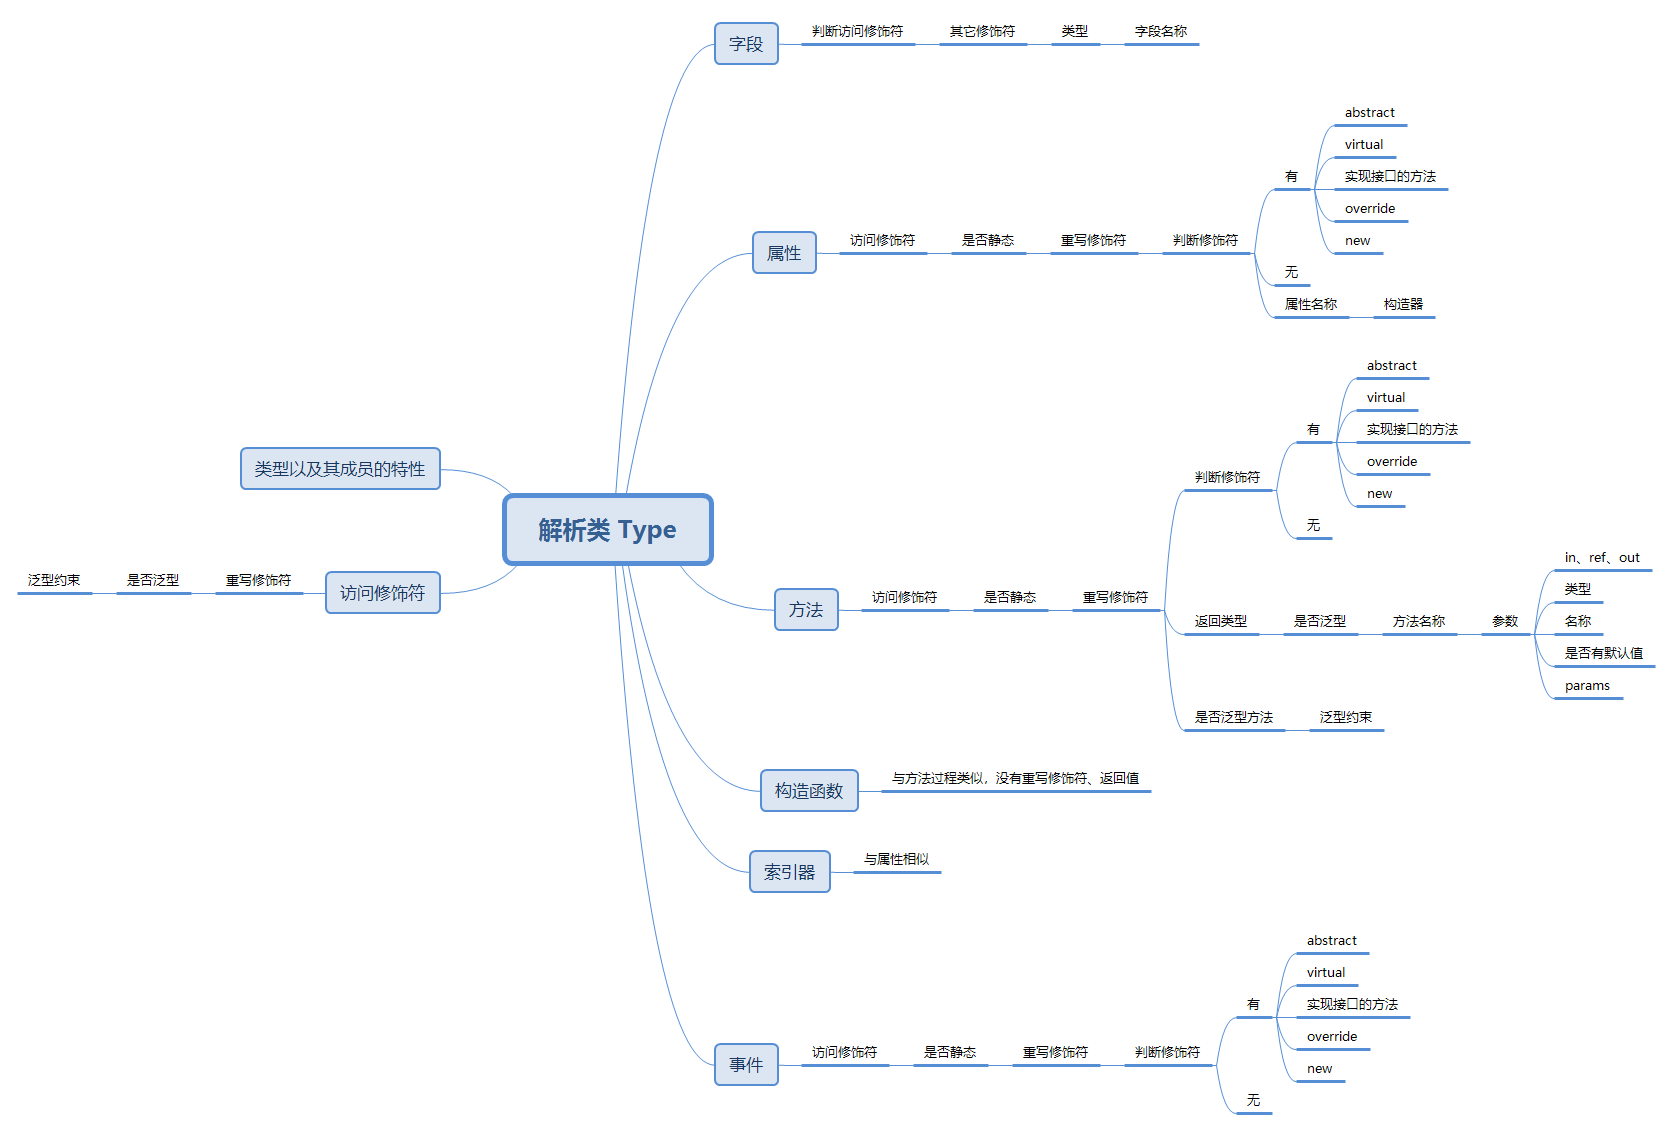 解析类 Type
字段
判断访问修饰符
其它修饰符
类型
字段名称
属性
访问修饰符
是否静态
重写修饰符
判断修饰符
有
abstract
virtual
实现接口的方法
override
new
无
属性名称
构造器
方法
访问修饰符
是否静态
重写修饰符
判断修饰符
有
abstract
virtual
实现接口的方法
override
new
无
返回类型
是否泛型
方法名称
参数
in、ref、out
类型
名称
是否有默认值
params
是否泛型方法
泛型约束
构造函数
与方法过程类似，没有重写修饰符、返回值
索引器
与属性相似
事件
访问修饰符
是否静态
重写修饰符
判断修饰符
有
abstract
virtual
实现接口的方法
override
new
无
类型以及其成员的特性
访问修饰符
重写修饰符
是否泛型
泛型约束